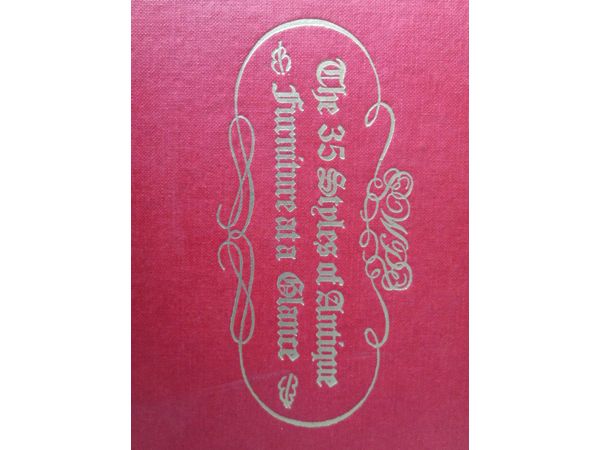 The 35 Styles of Antique
Furniture at a Glance